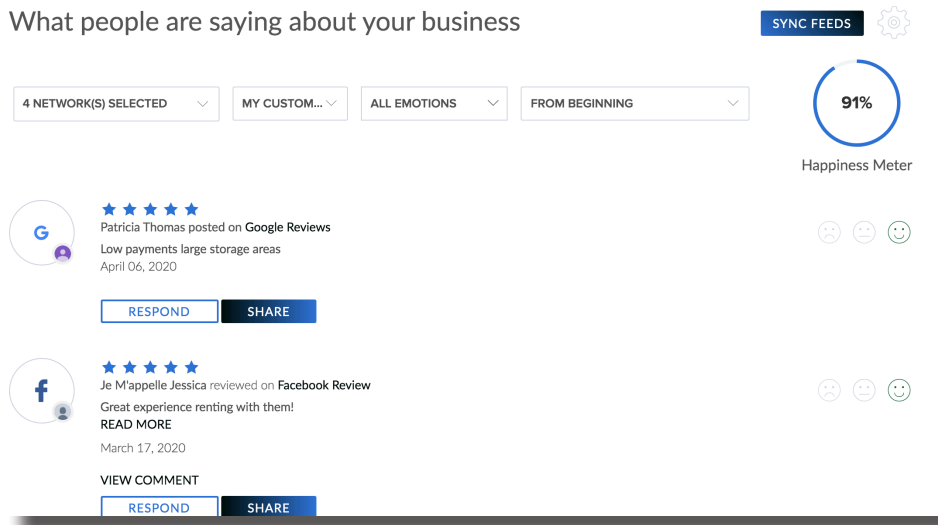 What people are saying about your business
SYNC FEEDS
4 NETWORK(S) SELECTED
MY CUSTOM...
ALL EMOTIONS
FROM BEGINNING
91%
Happiness Meter
G
Patricia Thomas posted on Google Reviews
Low payments large storage areas
April 06, 2020
RESPOND
SHARE
f
Je M'appelle Jessica reviewed on Facebook Review
Great experience renting with them!
READ MORE
March 17, 2020
VIEW COMMENT
RESPOND
SHARE